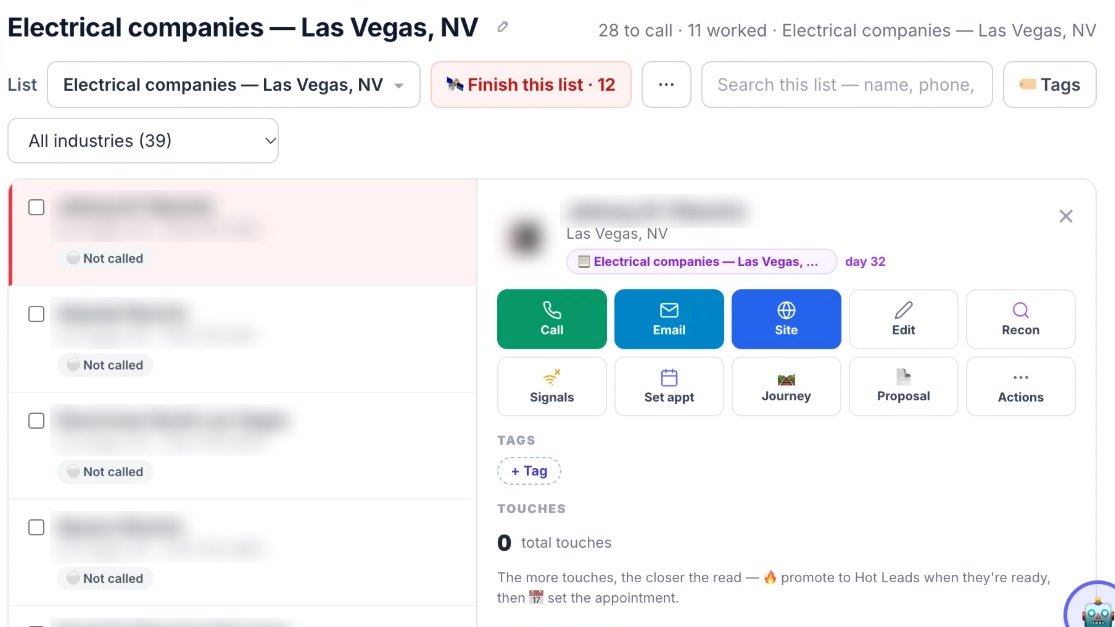 Electrical companies — Las Vegas, NV
28 to call · 11 worked · Electrical companies — Las Vegas, NV
List
Electrical companies — Las Vegas, NV
Finish this list · 12
···
Search this list — name, phone,
Tags
All industries (39)
Not called
Not called
Not called
Not called
Las Vegas, NV
Electrical companies — Las Vegas, ...
day 32
Call
Email
Site
Edit
Recon
Signals
Set appt
Journey
Proposal
Actions
TAGS
+ Tag
TOUCHES
0 total touches
The more touches, the closer the read — 🔥 promote to Hot Leads when they're ready,
then 📅 set the appointment.